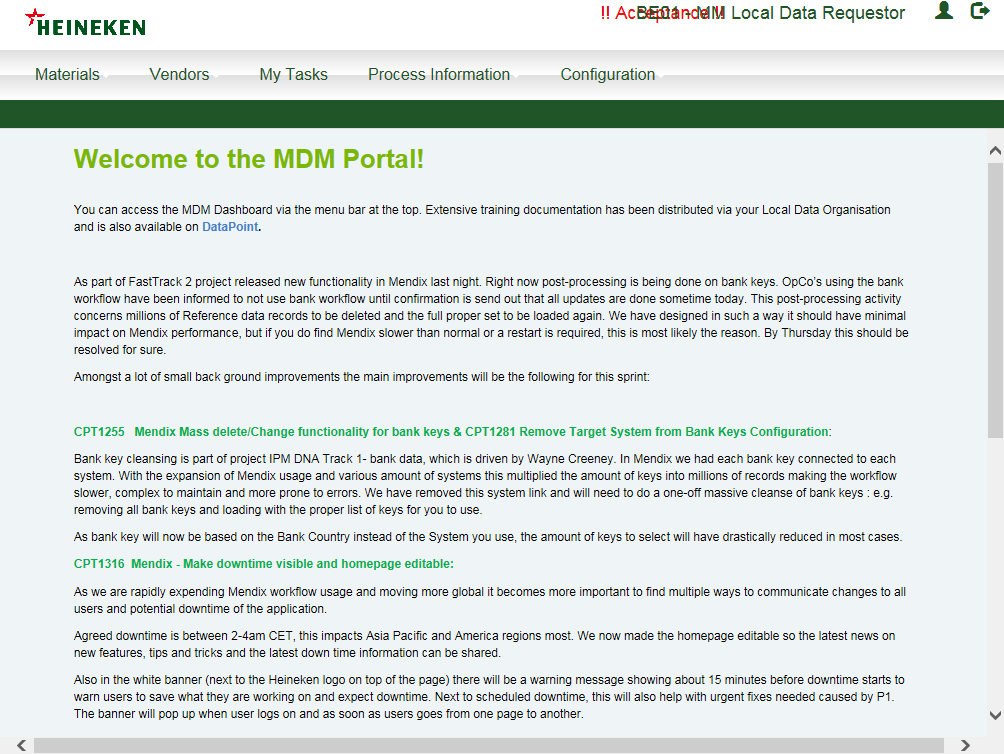 HEINEKEN
!! Acceptance !! BE01 - MM Local Data Requestor
Materials Vendors My Tasks Process Information Configuration
Welcome to the MDM Portal!
You can access the MDM Dashboard via the menu bar at the top. Extensive training documentation has been distributed via your Local Data Organisation
and is also available on DataPoint.
As part of FastTrack 2 project released new functionality in Mendix last night. Right now post-processing is being done on bank keys. OpCo's using the bank
workflow have been informed to not use bank workflow until confirmation is send out that all updates are done sometime today. This post-processing activity
concerns millions of Reference data records to be deleted and the full proper set to be loaded again. We have designed in such a way it should have minimal
impact on Mendix performance, but if you do find Mendix slower than normal or a restart is required, this is most likely the reason. By Thursday this should be
resolved for sure.
Amongst a lot of small back ground improvements the main improvements will be the following for this sprint:
CPT1255 Mendix Mass delete/Change functionality for bank keys & CPT1281 Remove Target System from Bank Keys Configuration:
Bank key cleansing is part of project IPM DNA Track 1- bank data, which is driven by Wayne Creeney. In Mendix we had each bank key connected to each
system. With the expansion of Mendix usage and various amount of systems this multiplied the amount of keys into millions of records making the workflow
slower, complex to maintain and more prone to errors. We have removed this system link and will need to do a one-off massive cleanse of bank keys : e.g.
removing all bank keys and loading with the proper list of keys for you to use.
As bank key will now be based on the Bank Country instead of the System you use, the amount of keys to select will have drastically reduced in most cases.
CPT1316 Mendix - Make downtime visible and homepage editable:
As we are rapidly expending Mendix workflow usage and moving more global it becomes more important to find multiple ways to communicate changes to all
users and potential downtime of the application.
Agreed downtime is between 2-4am CET, this impacts Asia Pacific and America regions most. We now made the homepage editable so the latest news on
new features, tips and tricks and the latest down time information can be shared.
Also in the white banner (next to the Heineken logo on top of the page) there will be a warning message showing about 15 minutes before downtime starts to
warn users to save what they are working on and expect downtime. Next to scheduled downtime, this will also help with urgent fixes needed caused by P1.
The banner will pop up when user logs on and as soon as users goes from one page to another.